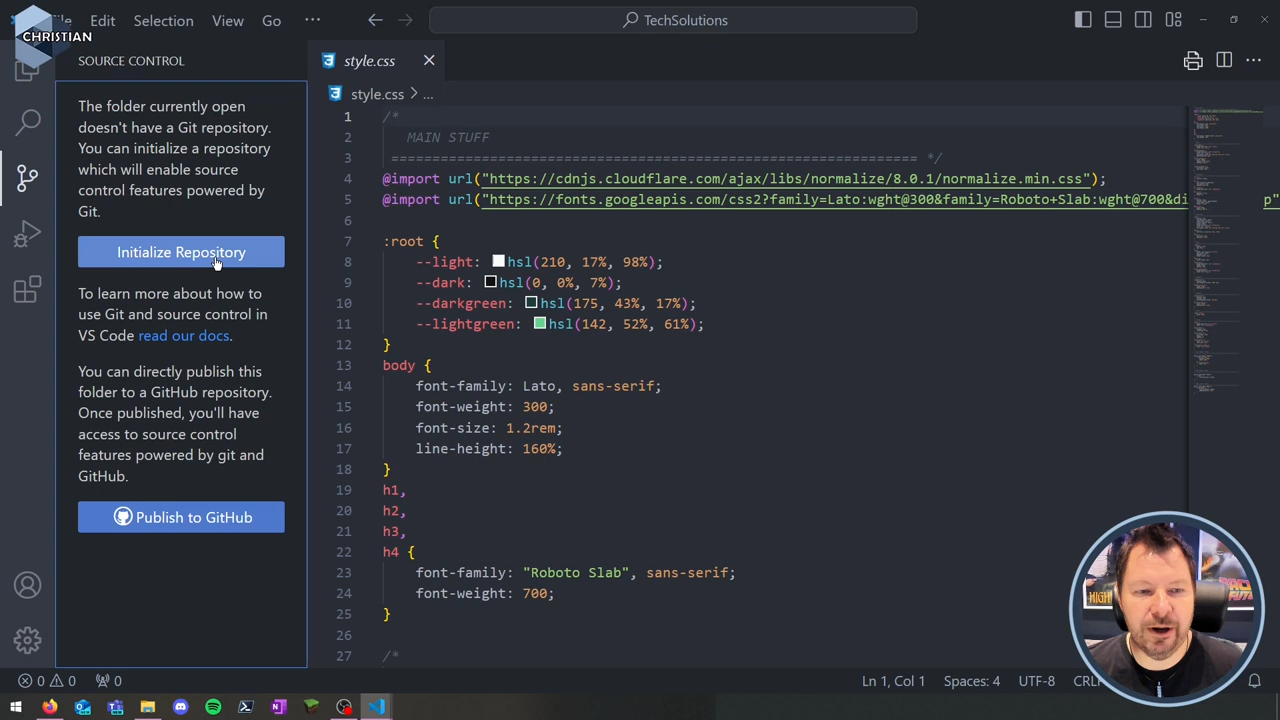 File Edit Selection View Go ··· TechSolutions
CHRISTIAN
SOURCE CONTROL
The folder currently open
doesn't have a Git repository.
You can initialize a repository
which will enable source
control features powered by
Git.
Initialize Repository
To learn more about how to
use Git and source control in
VS Code read our docs.
You can directly publish this
folder to a GitHub repository.
Once published, you'll have
access to source control
features powered by git and
GitHub.
Publish to GitHub
style.css
style.css > ...
1 /*
2 MAIN STUFF
3 ================================================================ */
4 @import url("https://cdnjs.cloudflare.com/ajax/libs/normalize/8.0.1/normalize.min.css");
5 @import url("https://fonts.googleapis.com/css2?family=Lato:wght@300&family=Roboto+Slab:wght@700&di p"
6
7 :root {
8 --light: hsl(210, 17%, 98%);
9 --dark: hsl(0, 0%, 7%);
10 --darkgreen: hsl(175, 43%, 17%);
11 --lightgreen: hsl(142, 52%, 61%);
12 }
13 body {
14 font-family: Lato, sans-serif;
15 font-weight: 300;
16 font-size: 1.2rem;
17 line-height: 160%;
18 }
19 h1,
20 h2,
21 h3,
22 h4 {
23 font-family: "Roboto Slab", sans-serif;
24 font-weight: 700;
25 }
26
27 /*
0 0 0 Ln 1, Col 1 Spaces: 4 UTF-8 CRL